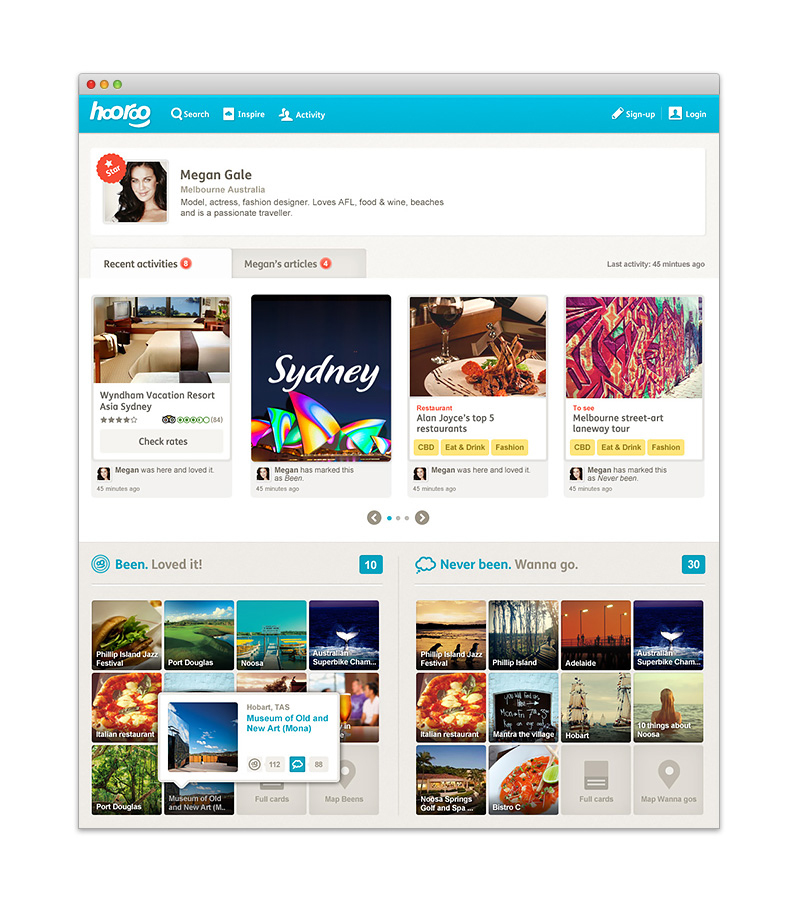 hooroo
Search
Inspire
Activity
Sign-up
Login
Star
Megan Gale
Melbourne Australia
Model, actress, fashion designer. Loves AFL, food & wine, beaches
and is a passionate traveller.
Recent activities 8
Megan's articles 4
Last activity: 45 mintues ago
Wyndham Vacation Resort
Asia Sydney
(84)
Check rates
Megan was here and loved it.
45 minutes ago
Sydney
Megan has marked this
as Been.
45 minutes ago
Restaurant
Alan Joyce's top 5
restaurants
CBD
Eat & Drink
Fashion
Megan was here and loved it.
45 minutes ago
To see
Melbourne street-art
laneway tour
CBD
Eat & Drink
Fashion
Megan has marked this
as Never been.
45 minutes ago
Been. Loved it!
10
Phillip Island Jazz
Festival
Port Douglas
Noosa
Australian
Superbike Cham...
Italian restaurant
y in
Hobart, TAS
Museum of Old and
New Art (Mona)
112
88
Port Douglas
Museum of Old
and New Art (M..
Full cards
Map Beens
Never been. Wanna go.
30
Phillip Island Jazz
Festival
Phillip Island
Adelaide
Australian
Superbike Cham...
Italian restaurant
you will find us
Here
Mantra the village
Hobart
10 things about
Noosa
Noosa Springs
Golf and Spa ...
Bistro C
Full cards
Map Wanna gos